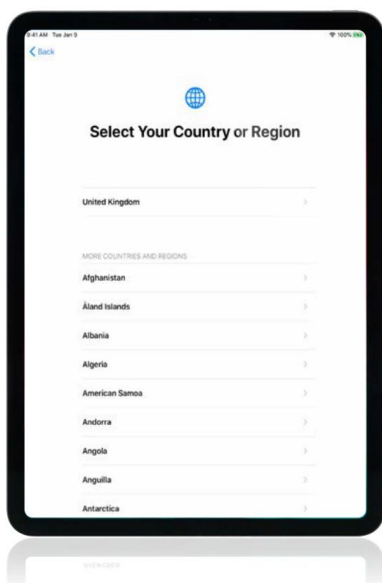 9:41 AM Tue Jan 9
100%
Back
Select Your Country or Region
United Kingdom
MORE COUNTRIES AND REGIONS
Afghanistan
Åland Islands
Albania
Algeria
American Samoa
Andorra
Angola
Anguilla
Antarctica